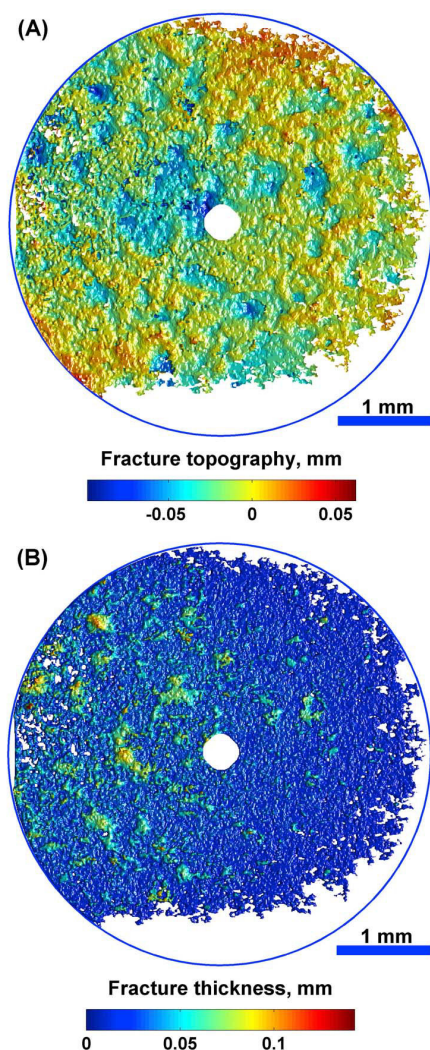 (A)
1 mm
Fracture topography, mm
-0.05 0 0.05
(B)
1 mm
Fracture thickness, mm
0 0.05 0.1